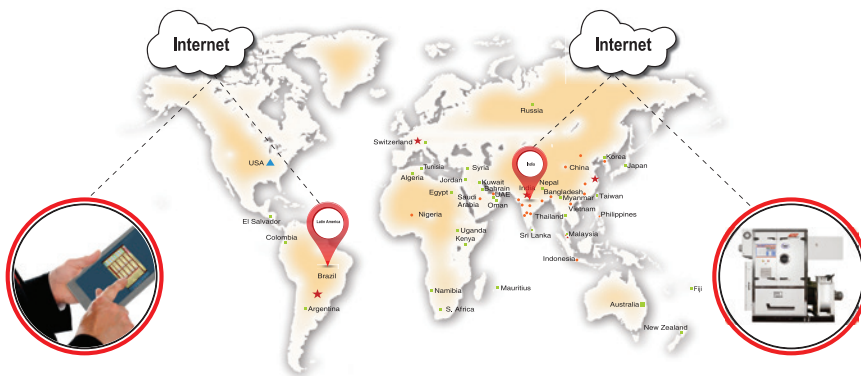 Internet
Internet
Russia
Switzerland
USA
Tunisia
Algeria
Syria
Jordan
Kuwait
Bahrain
UAE
Egypt
Saudi
Arabia
Oman
India
India
Nepal
China
Korea
Japan
Bangladesh
Myanmar
Taiwan
Vietnam
Philippines
Thailand
El Salvador
Latin America
Colombia
Nigeria
Uganda
Kenya
Sri Lanka
Malaysia
Indonesia
Brazil
Namibia
Mauritius
Argentina
S. Africa
Australia
Fiji
New Zealand